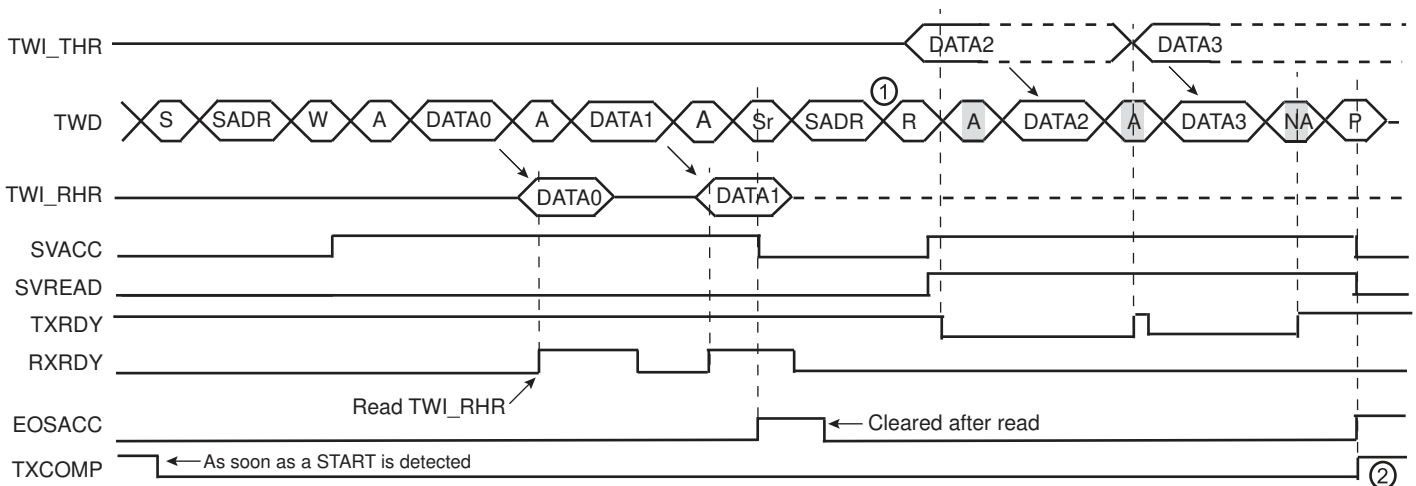 TWI_THR DATA2 DATA3
①
TWD S SADR W A DATA0 A DATA1 A Sr SADR R A DATA2 A DATA3 NA P
TWI_RHR DATA0 DATA1
SVACC
SVREAD
TXRDY
RXRDY
Read TWI_RHR
EOSACC Cleared after read
TXCOMP As soon as a START is detected ②